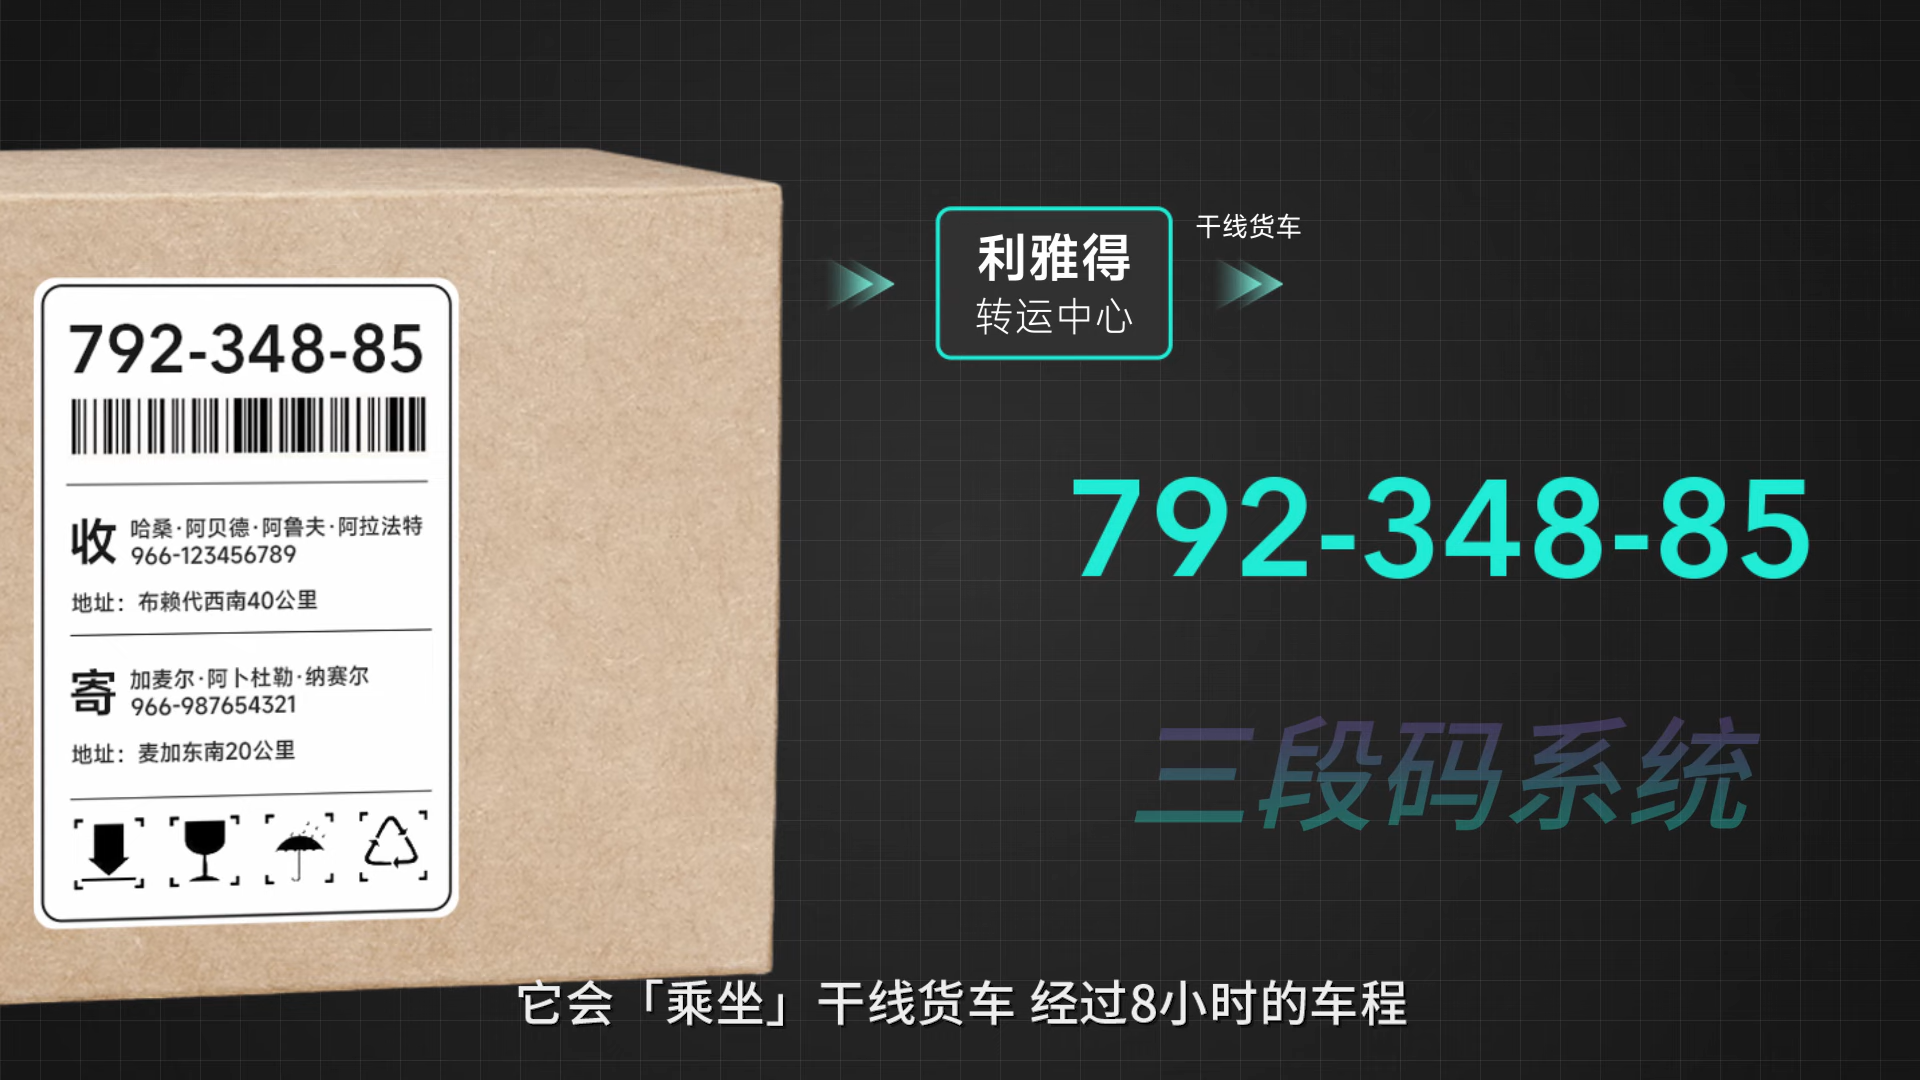 792-348-85
收
哈桑·阿贝德·阿鲁夫·阿拉法特
966-123456789
地址：布赖代西南40公里
寄
加麦尔·阿卜杜勒·纳赛尔
966-987654321
地址：麦加东南20公里
利雅得
转运中心
干线货车
792-348-85
三段码系统
它会「乘坐」干线货车 经过8小时的车程